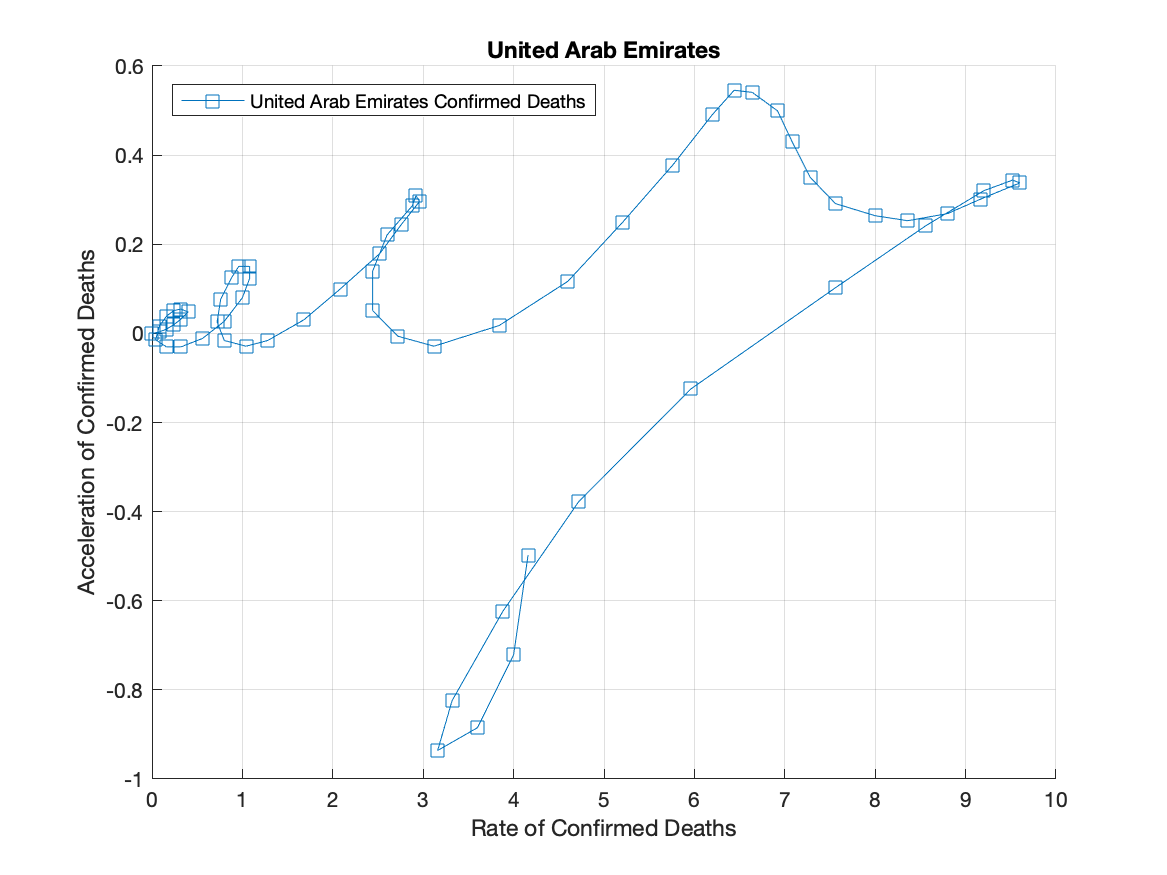 United Arab Emirates
United Arab Emirates Confirmed Deaths
Acceleration of Confirmed Deaths
0.6
0.4
0.2
0
-0.2
-0.4
-0.6
-0.8
-1
0 1 2 3 4 5 6 7 8 9 10
Rate of Confirmed Deaths